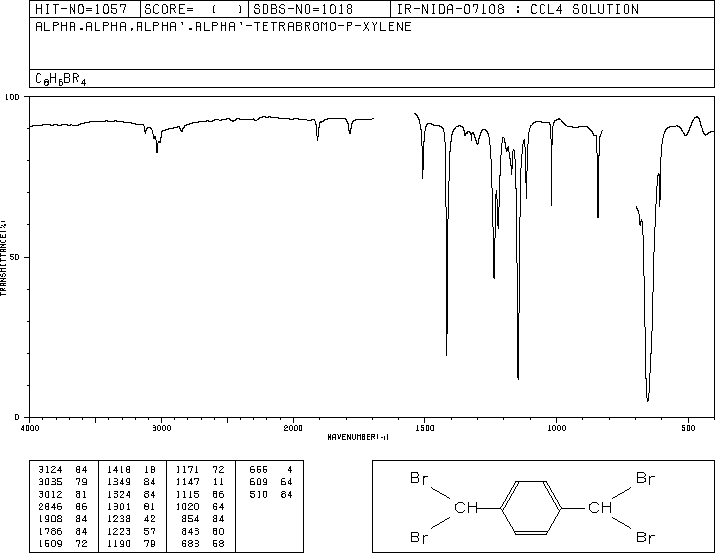 HIT-NO=1057 SCORE= ( ) SDBS-NO=1018 IR-NIDA-07108 : CCL4 SOLUTION
ALPHA.ALPHA.ALPHA'.ALPHA'-TETRABROMO-P-XYLENE
C8H6BR4
100
50
0
TRANSMITTANCE(%)
4000 3000 2000 1500 1000 500
WAVENUMBER(-1)
3124 84 1418 18 1171 72 666 4
3035 79 1349 84 1147 11 609 64
3012 81 1324 84 1115 66 510 84
2846 86 1301 81 1020 64
1908 84 1238 42 854 84
1786 84 1223 57 843 60
1509 72 1190 79 683 58
Br Br
CH CH
Br Br